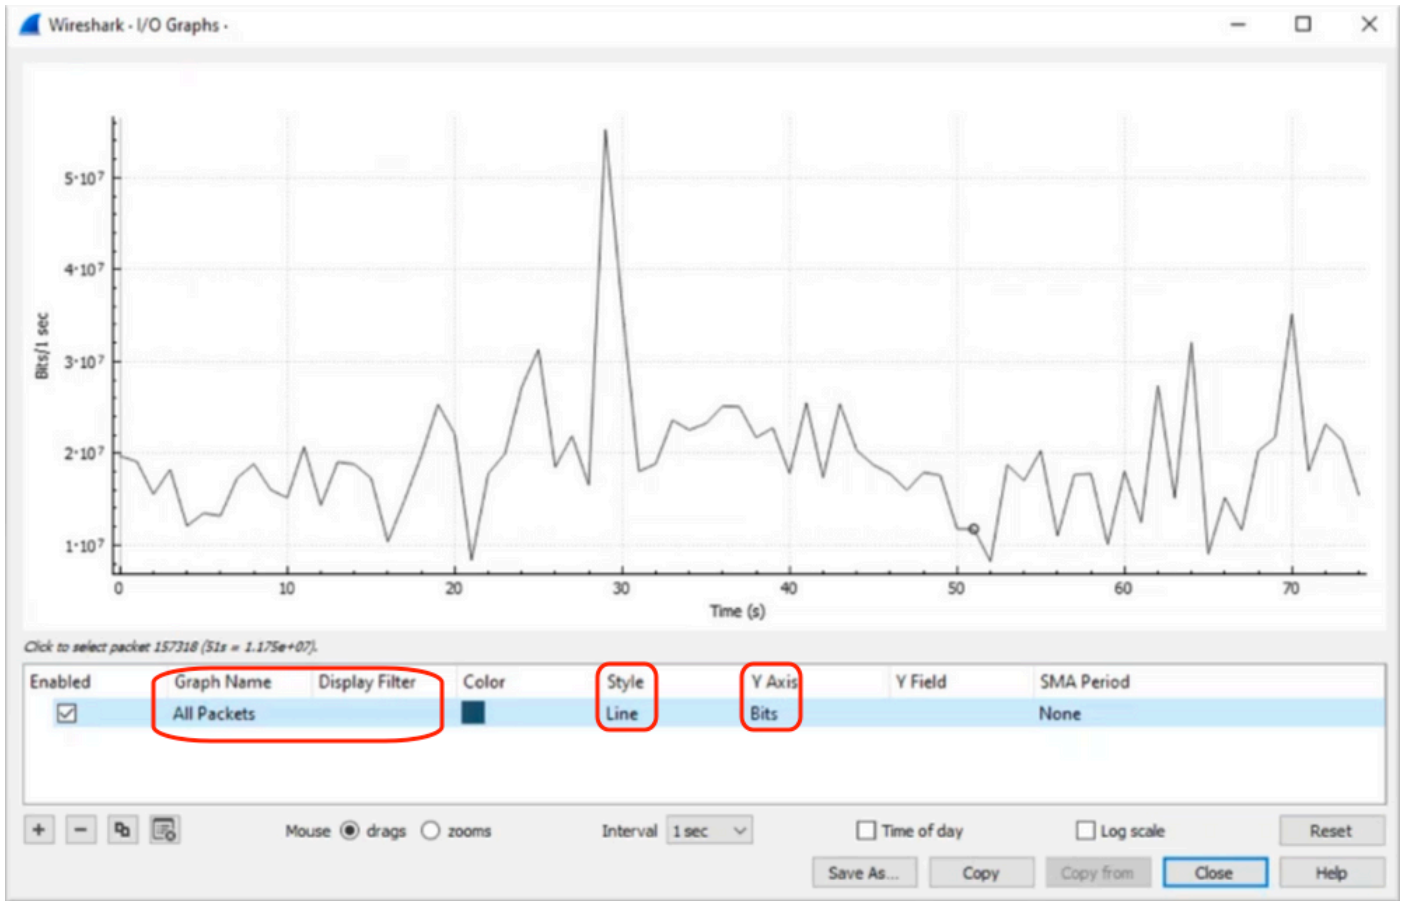 Wireshark · I/O Graphs ·
5·10⁷
4·10⁷
3·10⁷
2·10⁷
1·10⁷
Bits/1 sec
0 10 20 30 40 50 60 70
Time (s)
Click to select packet 157318 (51s = 1.175e+07).
Enabled Graph Name Display Filter Color Style Y Axis Y Field SMA Period
All Packets Line Bits None
Mouse drags zooms Interval 1 sec Time of day Log scale Reset
Save As... Copy Copy from Close Help